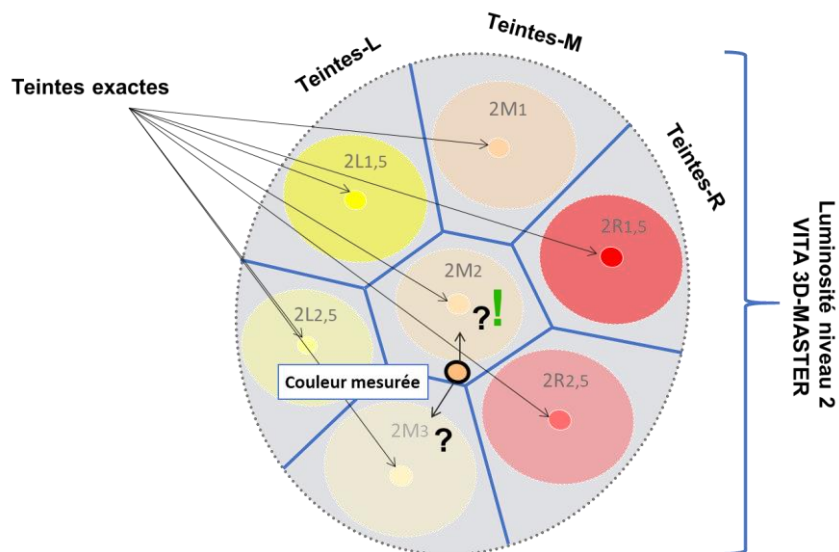 Teintes-M
Teintes-L
Teintes exactes
2M1
Teintes-R
2L1,5
2R1,5
2M2
?!
2L2,5
Couleur mesurée
2R2,5
2M3 ?
Luminosité niveau 2
VITA 3D-MASTER